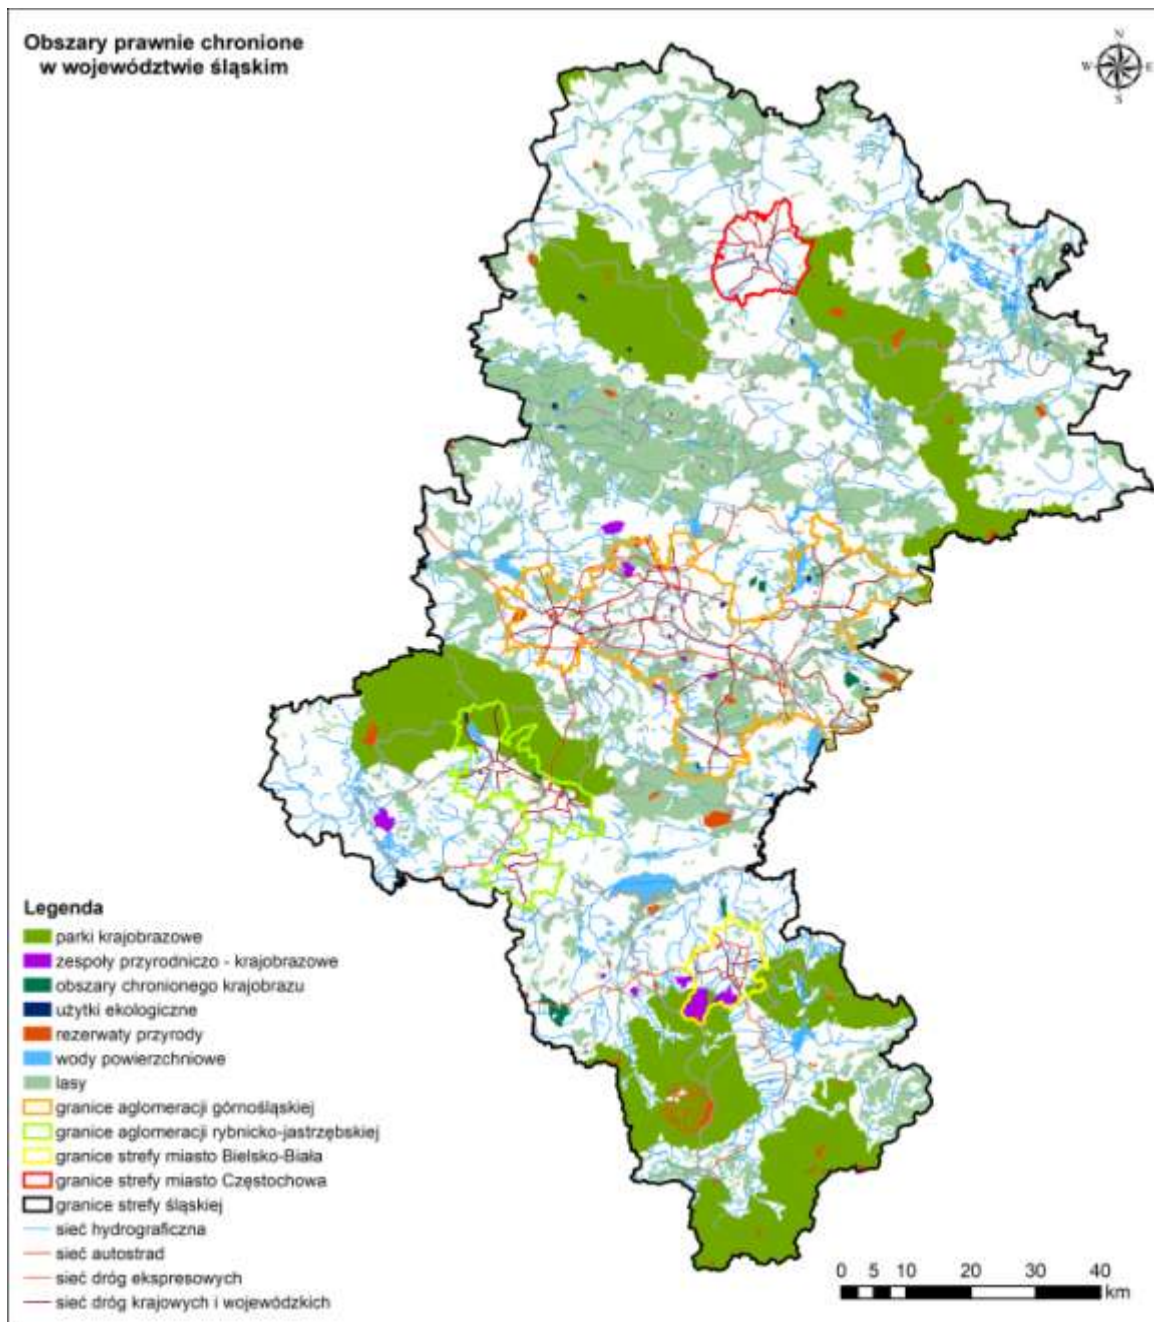 Obszary prawnie chronione
w województwie śląskim
N
W
E
S
Legenda
parki krajobrazowe
zespoły przyrodniczo - krajobrazowe
obszary chronionego krajobrazu
użytki ekologiczne
rezerwaty przyrody
wody powierzchniowe
lasy
granice aglomeracji górnośląskiej
granice aglomeracji rybnicko-jastrzębskiej
granice strefy miasto Bielsko-Biała
granice strefy miasto Częstochowa
granice strefy śląskiej
sieć hydrograficzna
sieć autostrad
sieć dróg ekspresowych
sieć dróg krajowych i wojewódzkich
0 5 10 20 30 40
km